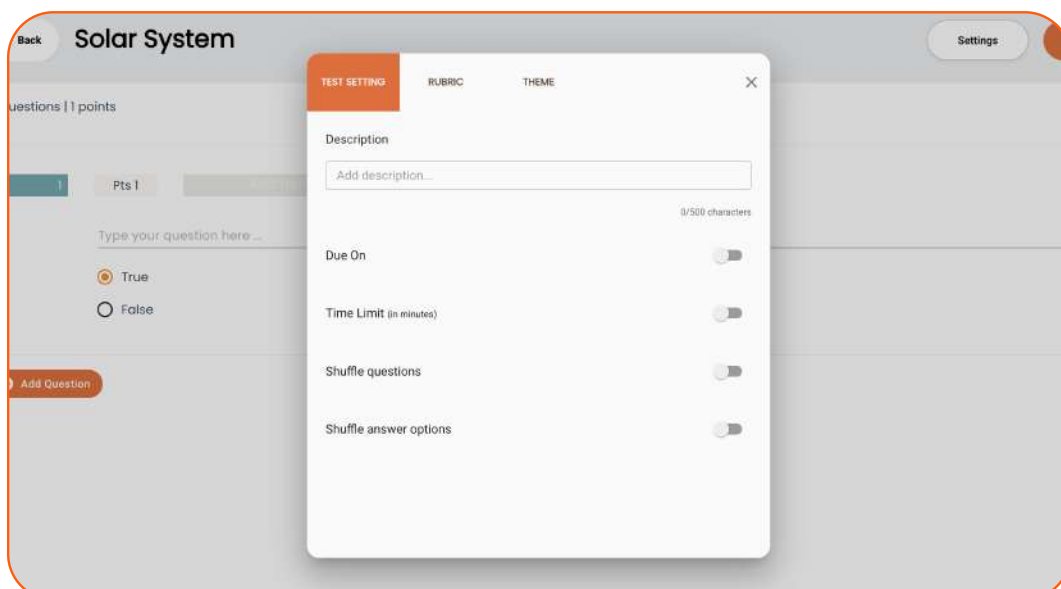 Back
Solar System
Settings
uestions | 1 points
TEST SETTING
RUBRIC
THEME
Description
Add description...
0/500 characters
1
Pts 1
Type your question here ...
True
False
Due On
Time Limit (in minutes)
Shuffle questions
Shuffle answer options
Add Question